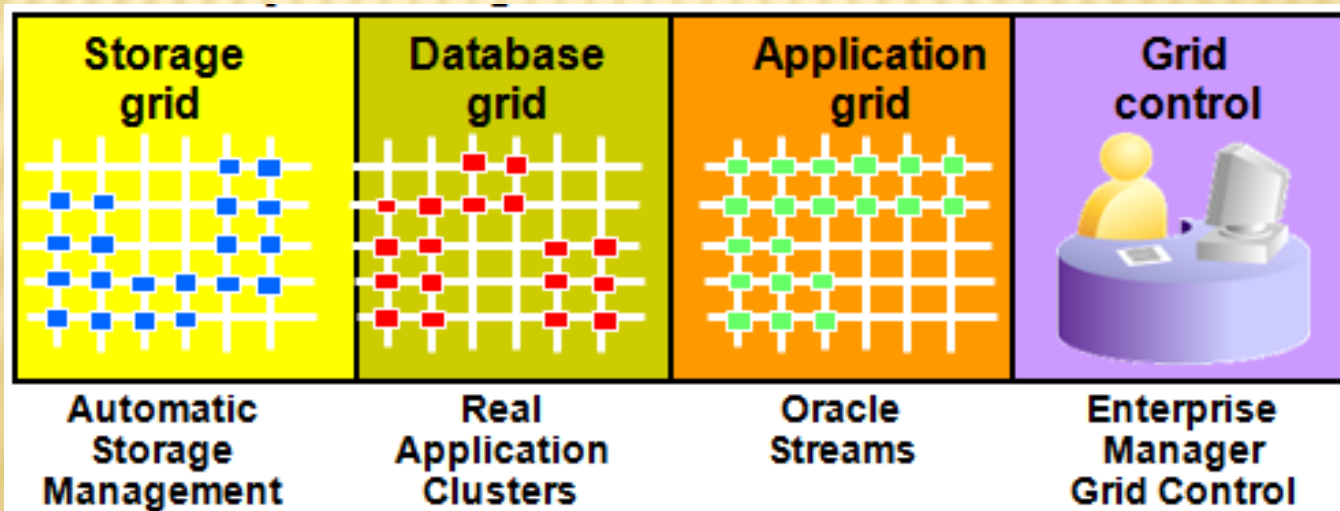 Storage
grid
Database
grid
Application
grid
Grid
control
Automatic
Storage
Management
Real
Application
Clusters
Oracle
Streams
Enterprise
Manager
Grid Control